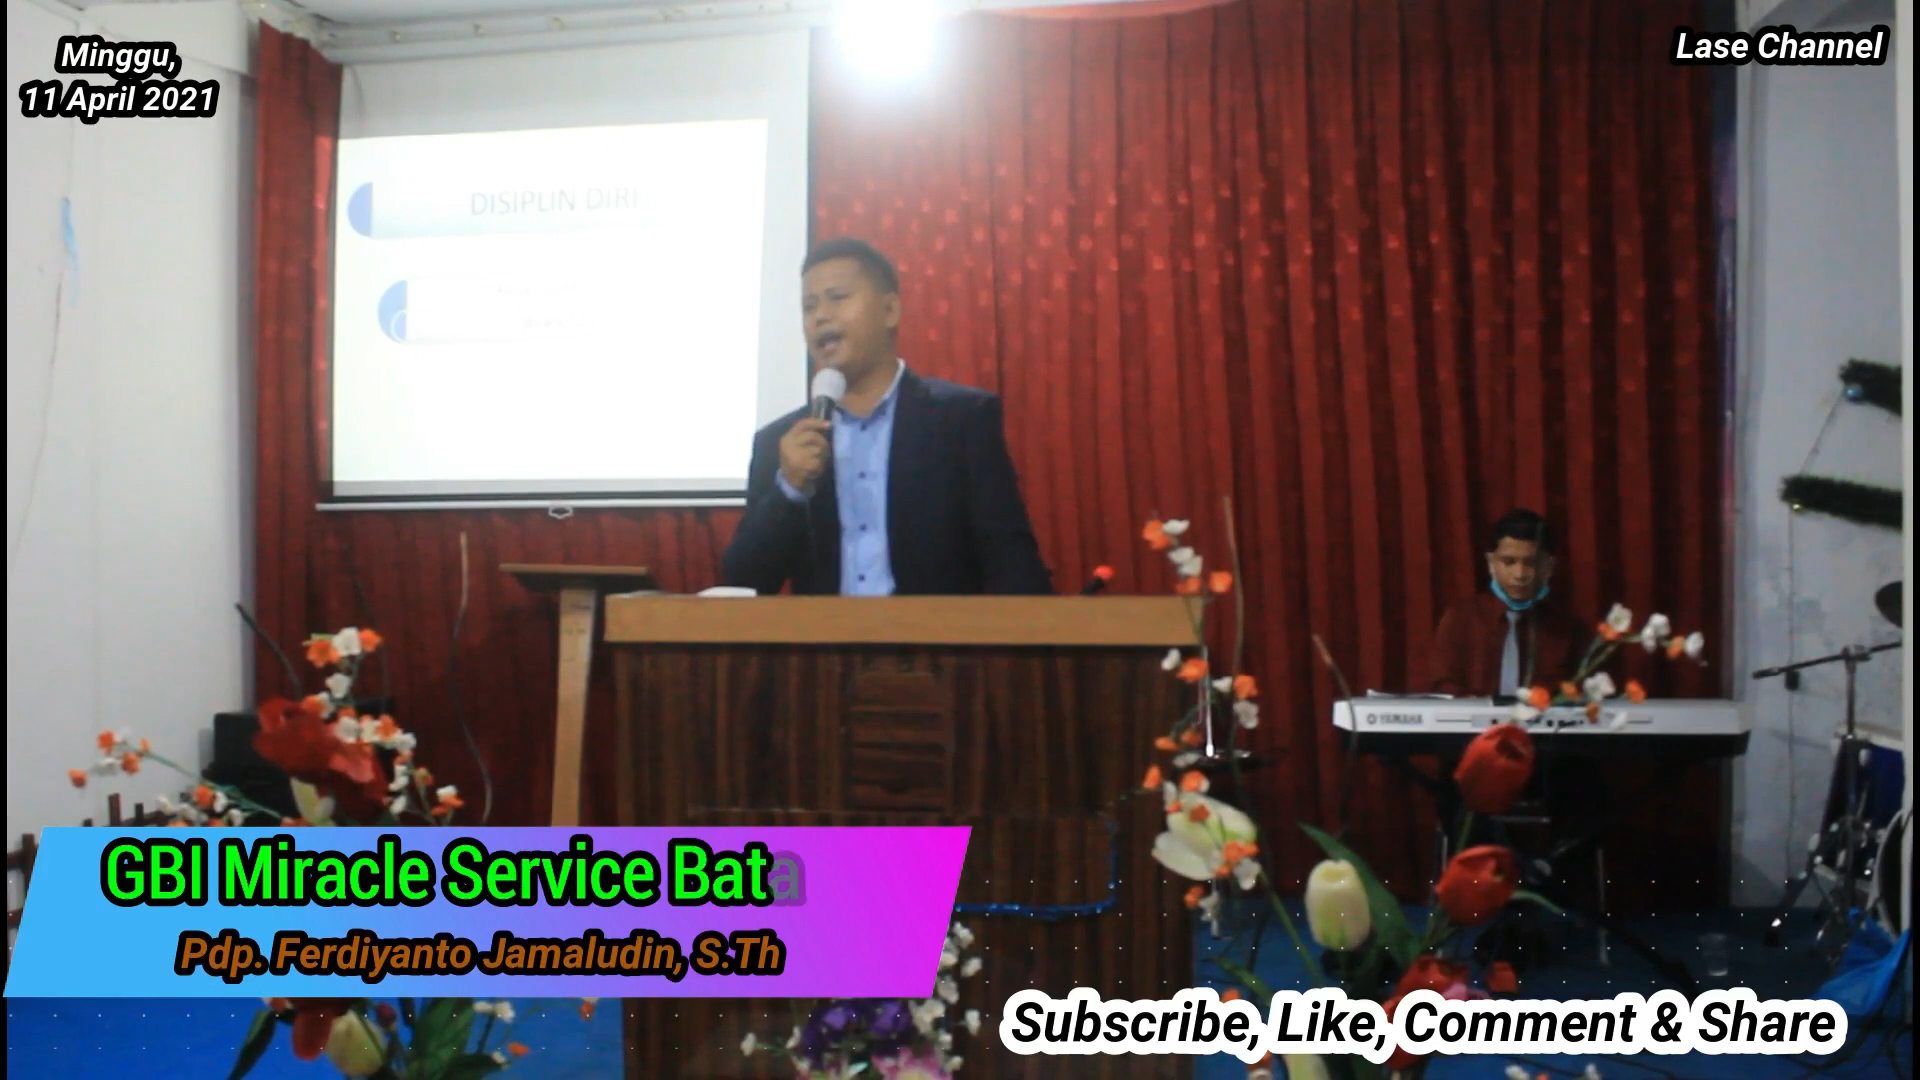 Minggu,
11 April 2021
Lase Channel
DISIPLIN DIRI
YAMAHA
GBI Miracle Service Bata
Pdp. Ferdiyanto Jamaludin, S.Th
Subscribe, Like, Comment & Share